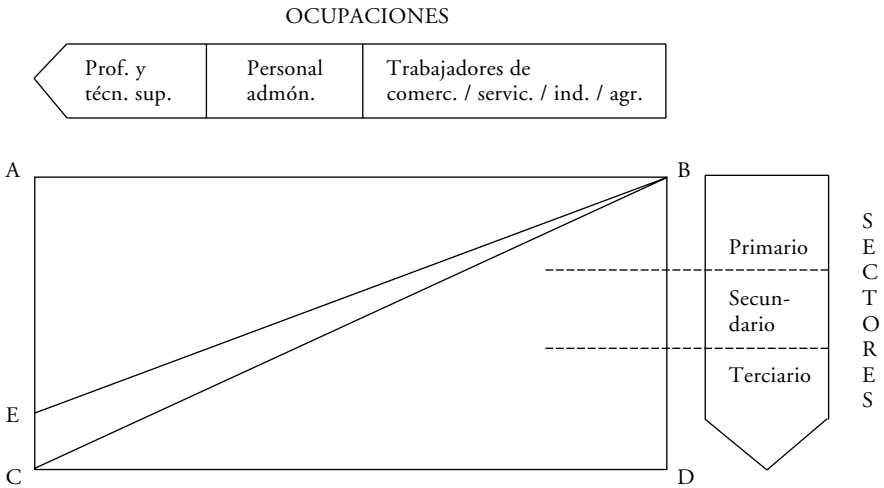 OCUPACIONES
Prof. y
técn. sup.
Personal
admón.
Trabajadores de
comerc. / servic. / ind. / agr.
A
B
Primario
Secun-
dario
Terciario
S
E
C
T
O
R
E
S
E
C
D